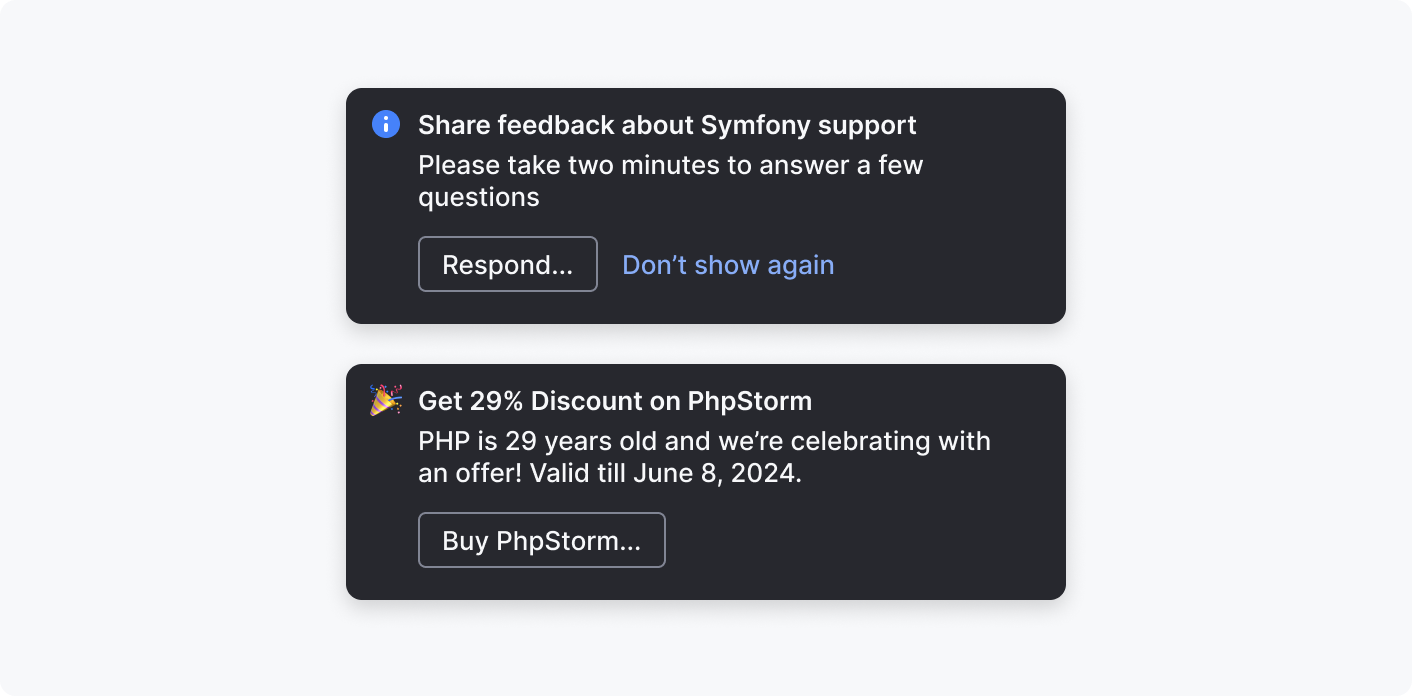 Share feedback about Symfony support
Please take two minutes to answer a few
questions
Respond...
Don’t show again
Get 29% Discount on PhpStorm
PHP is 29 years old and we’re celebrating with
an offer! Valid till June 8, 2024.
Buy PhpStorm...